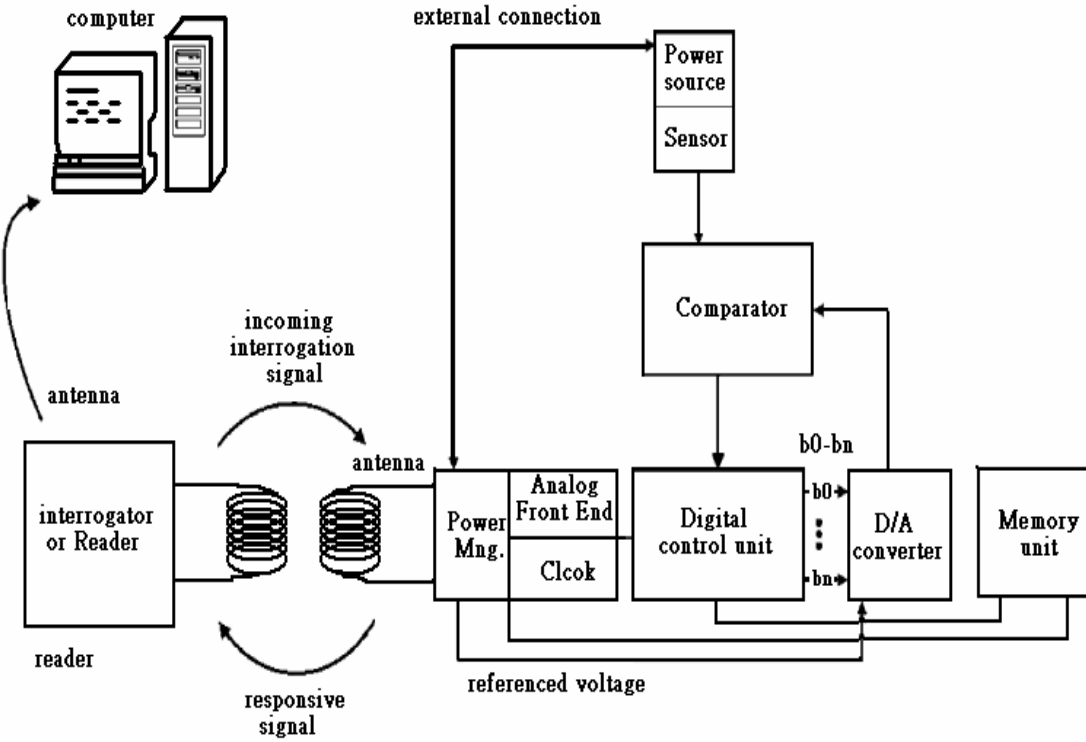 computer
external connection
Power
source
Sensor
Comparator
incoming
interrogation
signal
antenna
antenna
b0-bn
interrogator
or Reader
Power
Mng.
Analog
Front End
Clcok
Digital
control unit
b0
bn
D/A
converter
Memory
unit
reader
referenced voltage
responsive
signal